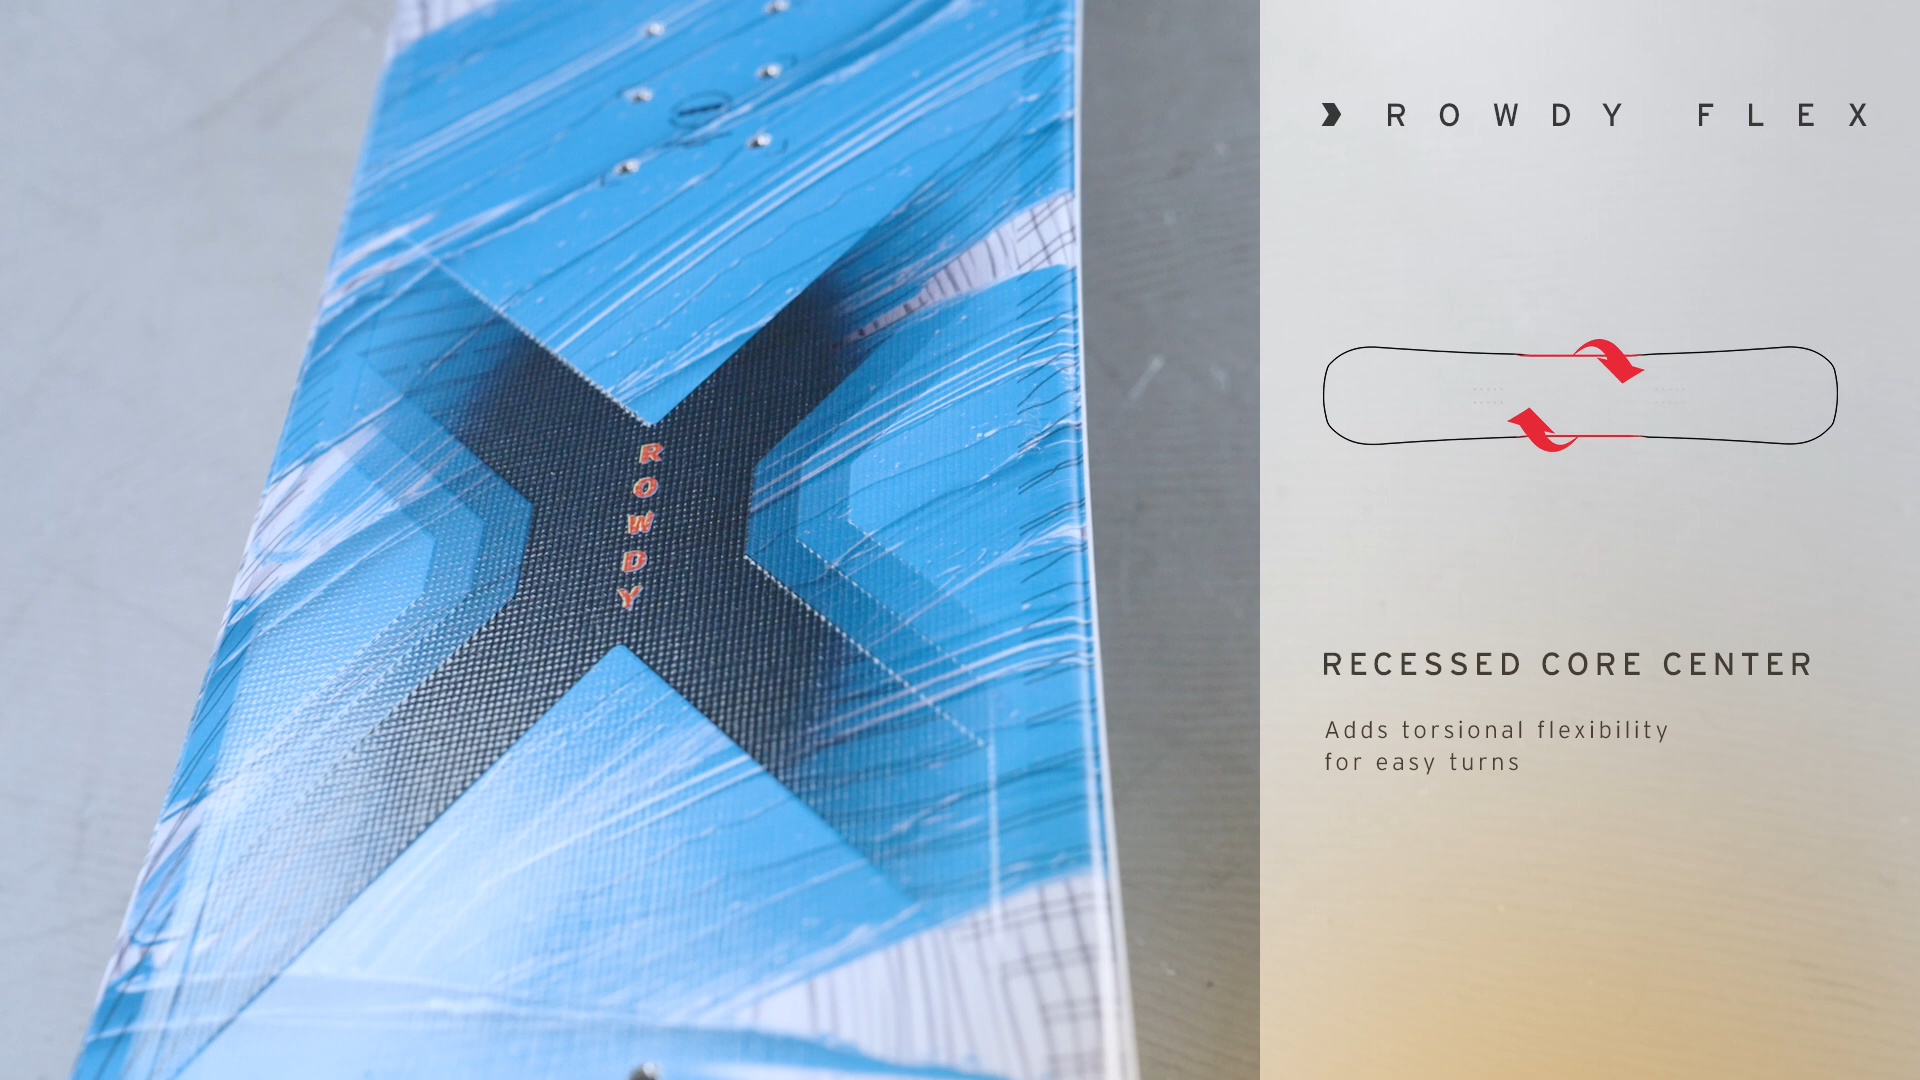 ROWDY
ROWDY FLEX
RECESSED CORE CENTER
Adds torsional flexibility
for easy turns